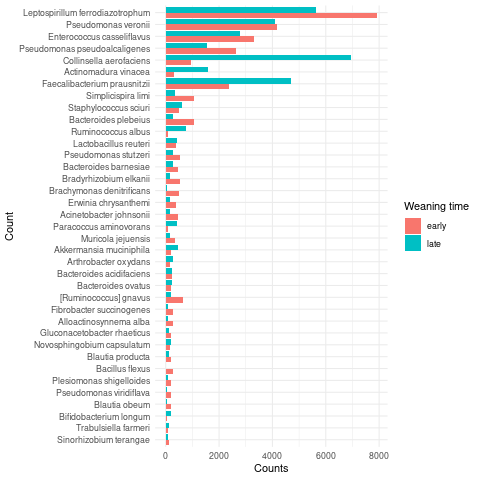 Leptospirillum ferrodiazotrophum
Pseudomonas veronii
Enterococcus casseliflavus
Pseudomonas pseudoalcaligenes
Collinsella aerofaciens
Actinomadura vinacea
Faecalibacterium prausnitzii
Simplicispira limi
Staphylococcus sciuri
Bacteroides plebeius
Ruminococcus albus
Lactobacillus reuteri
Pseudomonas stutzeri
Bacteroides barnesiae
Bradyrhizobium elkanii
Brachymonas denitrificans
Erwinia chrysanthemi
Acinetobacter johnsonii
Paracoccus aminovorans
Muricola jejuensis
Akkermansia muciniphila
Arthrobacter oxydans
Bacteroides acidifaciens
Bacteroides ovatus
[Ruminococcus] gnavus
Fibrobacter succinogenes
Alloactinosynnema alba
Gluconacetobacter rhaeticus
Novosphingobium capsulatum
Blautia producta
Bacillus flexus
Plesiomonas shigelloides
Pseudomonas viridiflava
Blautia obeum
Bifidobacterium longum
Trabulsiella farmeri
Sinorhizobium terangae
Count
0 2000 4000 6000 8000
Counts
Weaning time
early
late